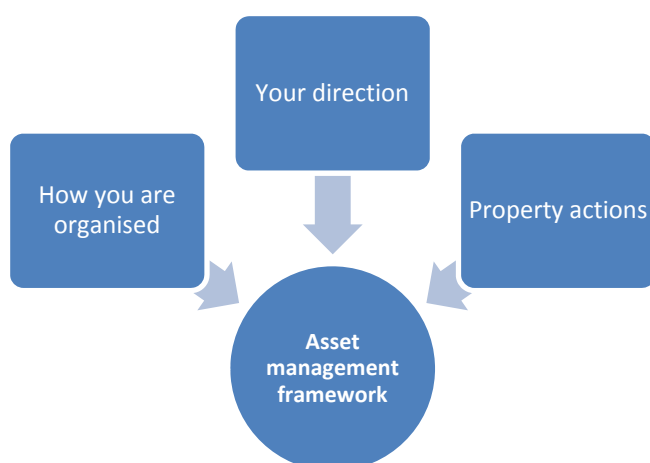 Your direction
How you are
organised
Property actions
Asset
management
framework